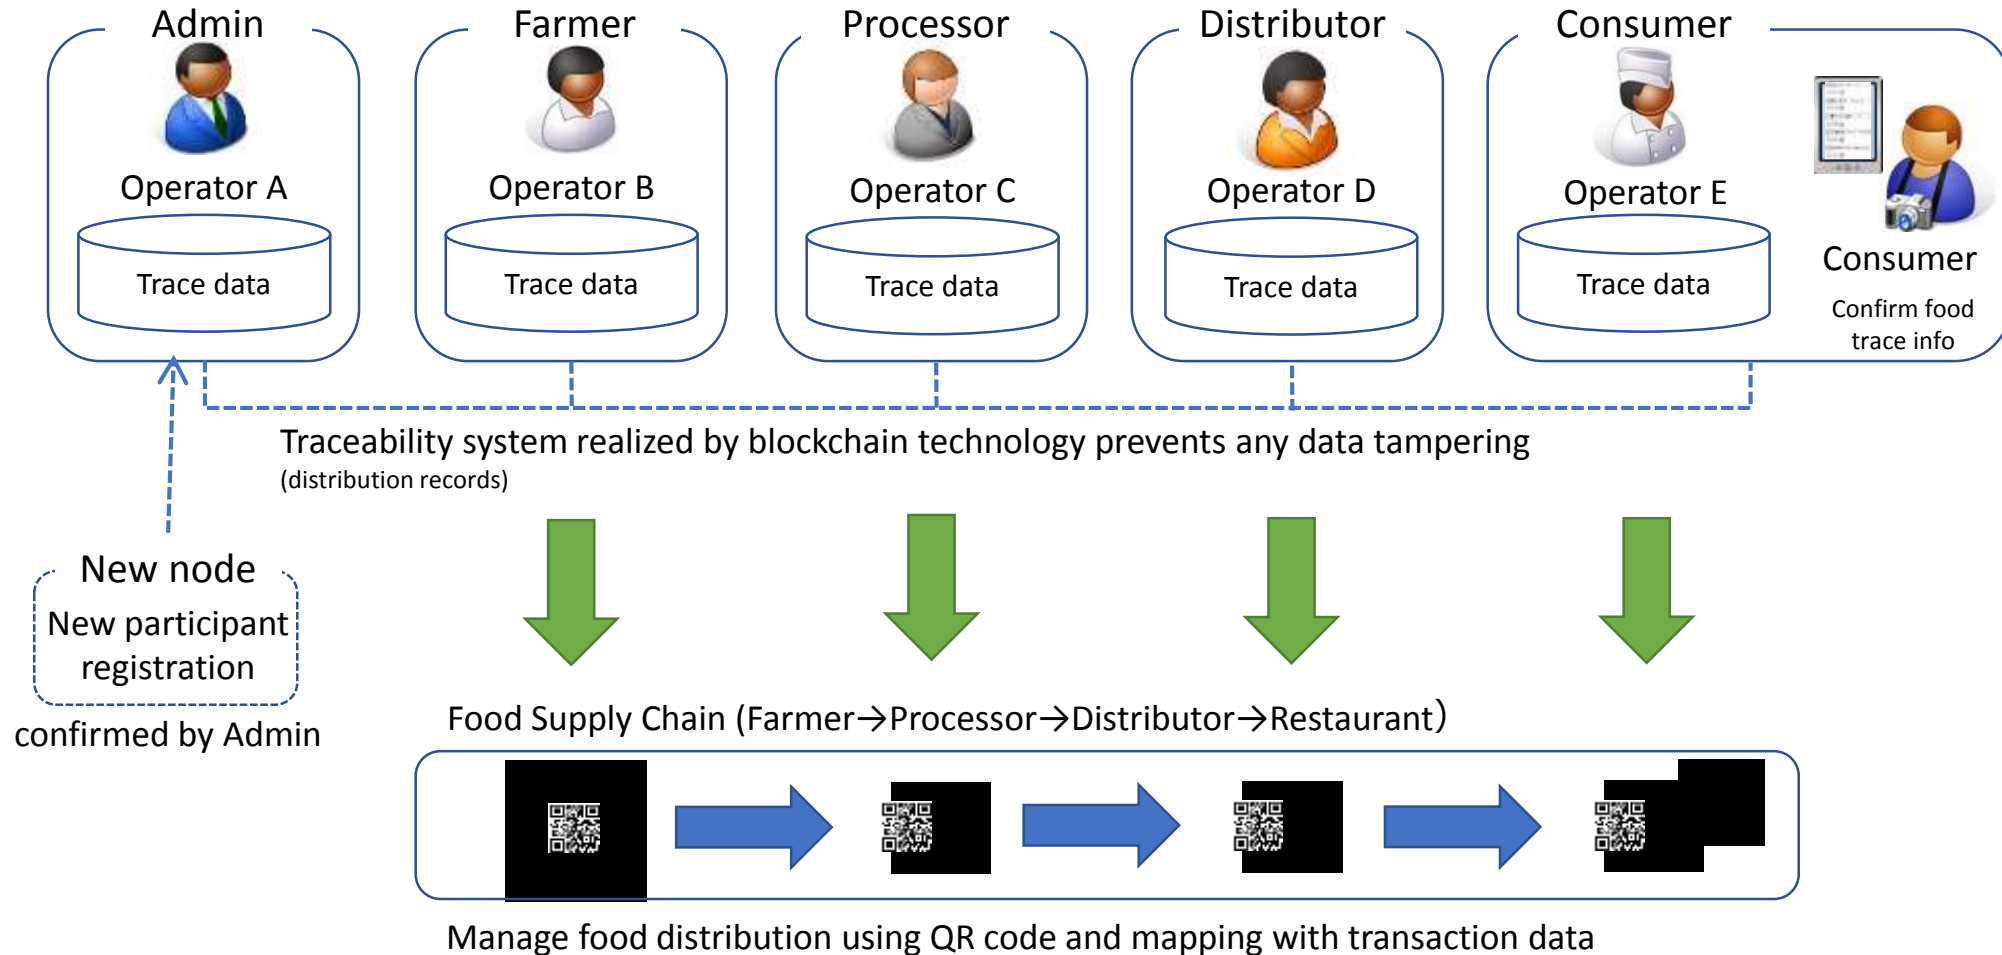 Admin
Farmer
Processor
Distributor
Consumer
Operator A
Operator B
Operator C
Operator D
Operator E
Trace data
Trace data
Trace data
Trace data
Trace data
Consumer
Confirm food
trace info
Traceability system realized by blockchain technology prevents any data tampering
(distribution records)
New node
New participant
registration
confirmed by Admin
Food Supply Chain (Farmer→Processor→Distributor→Restaurant)
Manage food distribution using QR code and mapping with transaction data